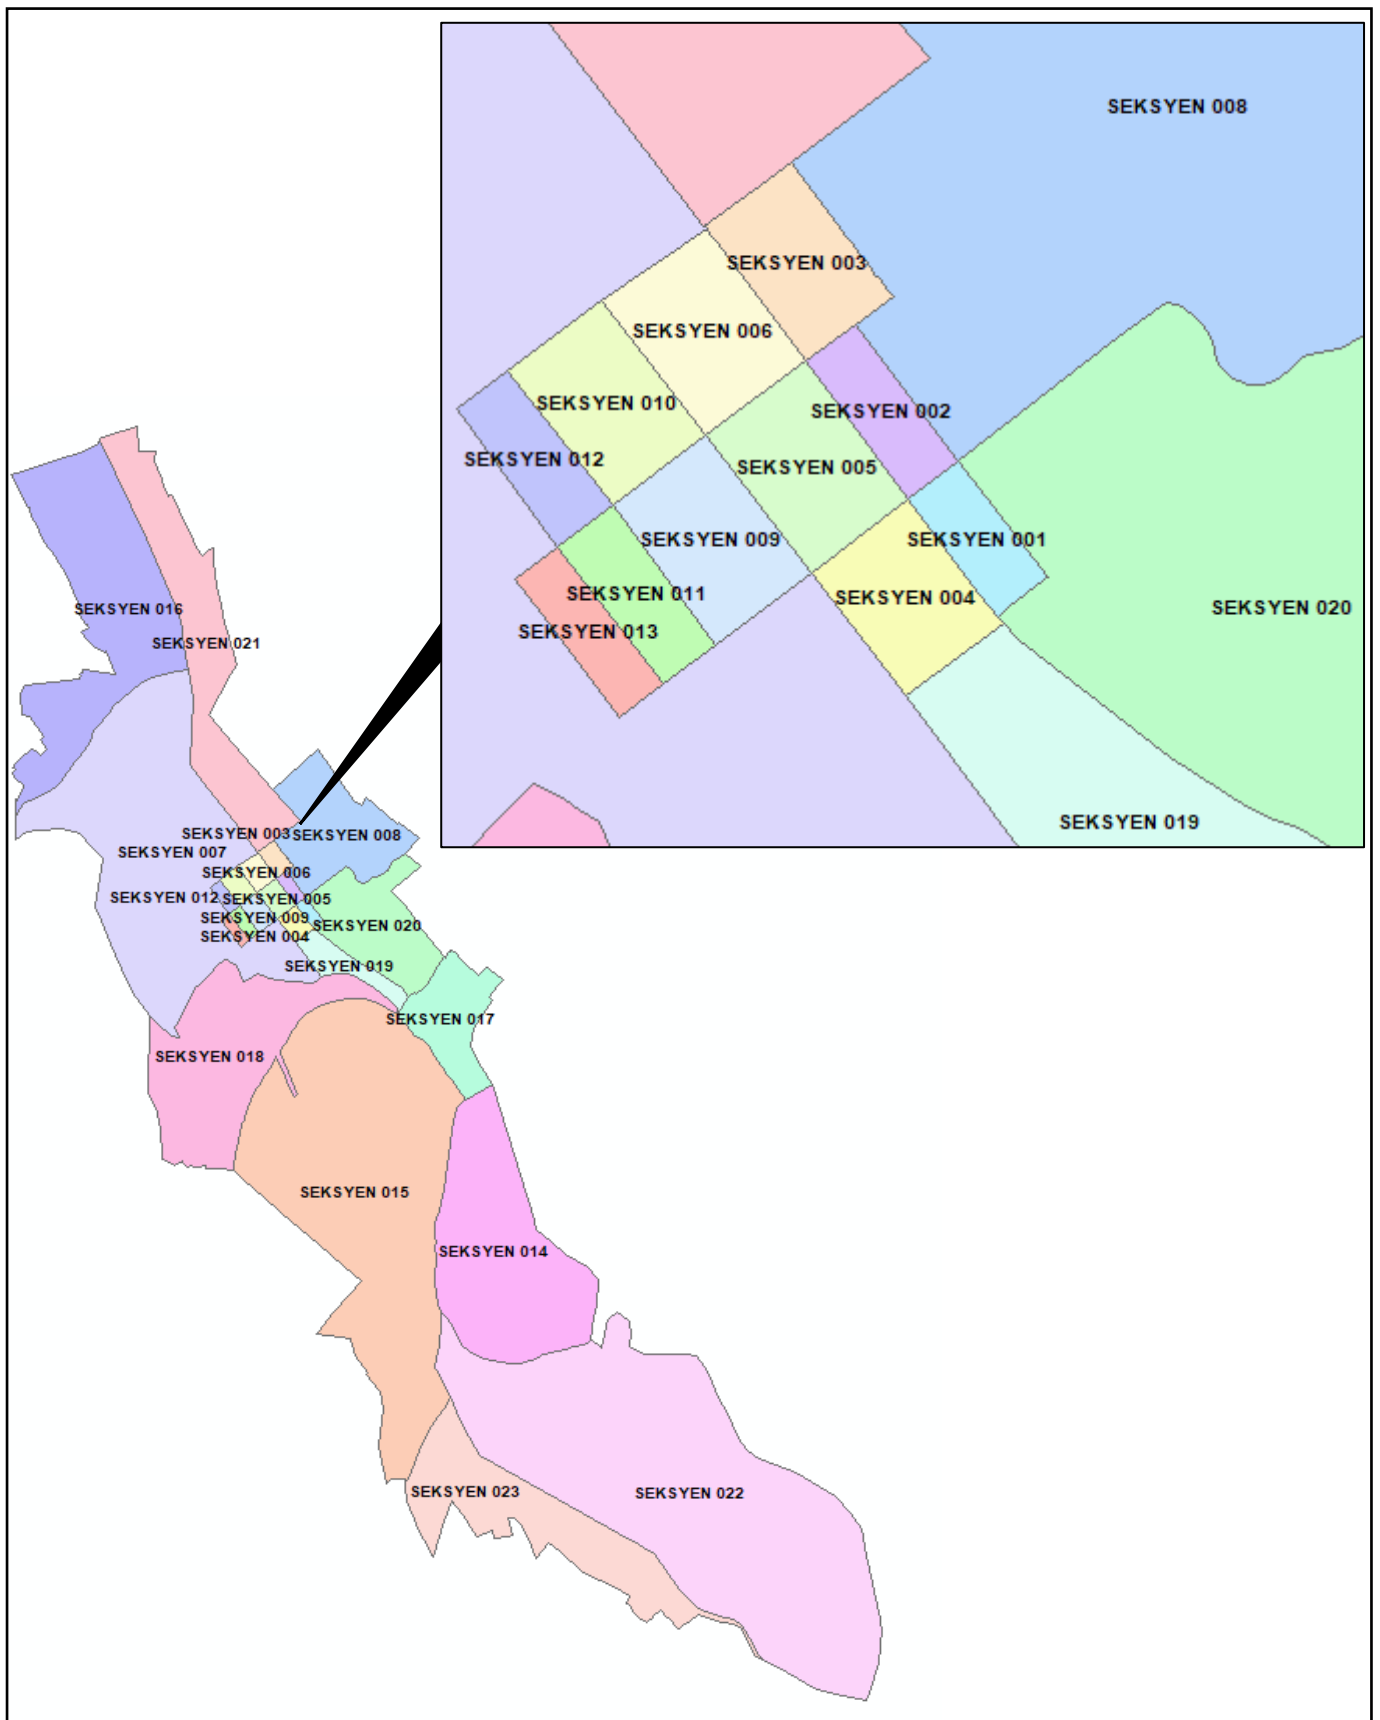 SEKSYEN 008
SEKSYEN 003
SEKSYEN 006
SEKSYEN 010
SEKSYEN 002
SEKSYEN 012
SEKSYEN 005
SEKSYEN 009
SEKSYEN 001
SEKSYEN 011
SEKSYEN 004
SEKSYEN 020
SEKSYEN 013
SEKSYEN 019
SEKSYEN 016
SEKSYEN 021
SEKSYEN 003
SEKSYEN 008
SEKSYEN 007
SEKSYEN 006
SEKSYEN 012
SEKSYEN 005
SEKSYEN 009
SEKSYEN 020
SEKSYEN 004
SEKSYEN 019
SEKSYEN 017
SEKSYEN 018
SEKSYEN 015
SEKSYEN 014
SEKSYEN 023
SEKSYEN 022